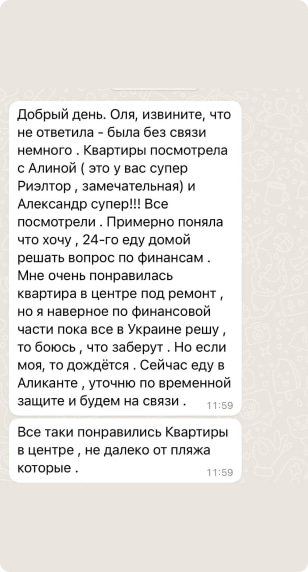 Добрый день. Оля, извините, что
не ответила - была без связи
немного . Квартиры посмотрела
с Алиной ( это у вас супер
Риэлтор , замечательная) и
Александр супер!!! Все
посмотрели . Примерно поняла
что хочу , 24-го еду домой
решать вопрос по финансам .
Мне очень понравилась
квартира в центре под ремонт ,
но я наверное по финансовой
части пока все в Украине решу ,
то боюсь , что заберут . Но если
моя, то дождётся . Сейчас еду в
Аликанте , уточню по временной
защите и будем на связи .
11:59
Все таки понравились Квартиры
в центре , не далеко от пляжа
которые .
11:59